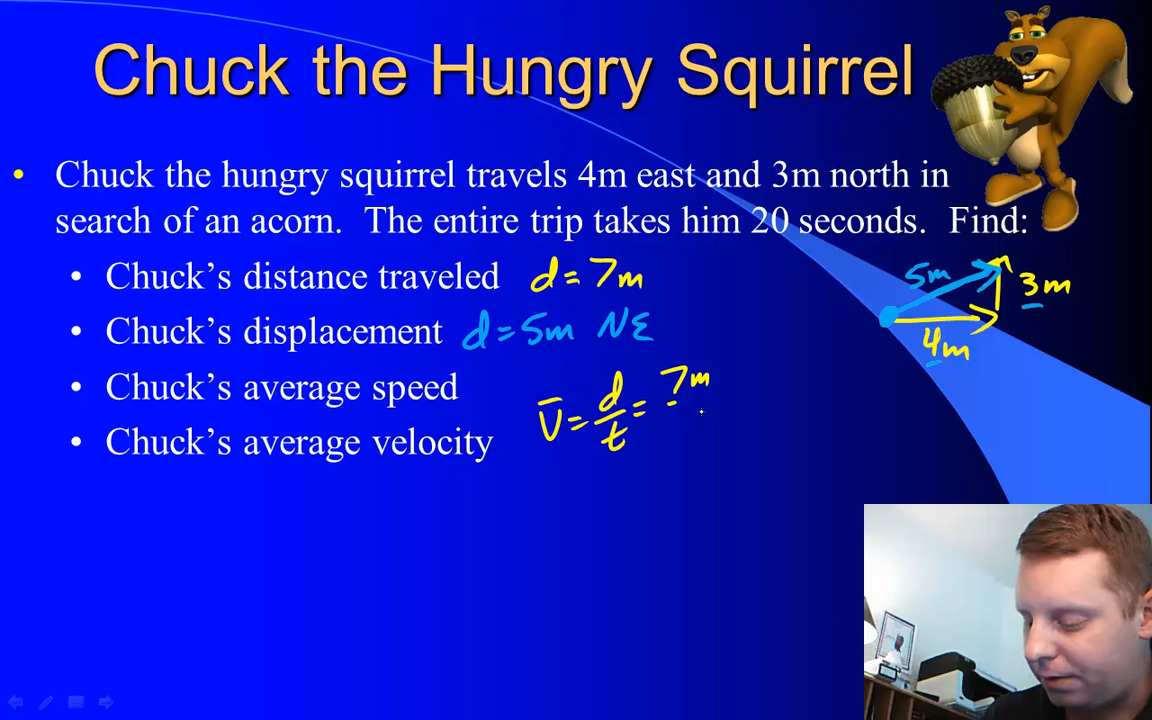 Chuck the Hungry Squirrel
• Chuck the hungry squirrel travels 4m east and 3m north in
search of an acorn. The entire trip takes him 20 seconds. Find:
• Chuck's distance traveled d = 7m
• Chuck's displacement d = 5m NE
• Chuck's average speed
• Chuck's average velocity
v̄ = d/t = 7m
5m
3m
4m